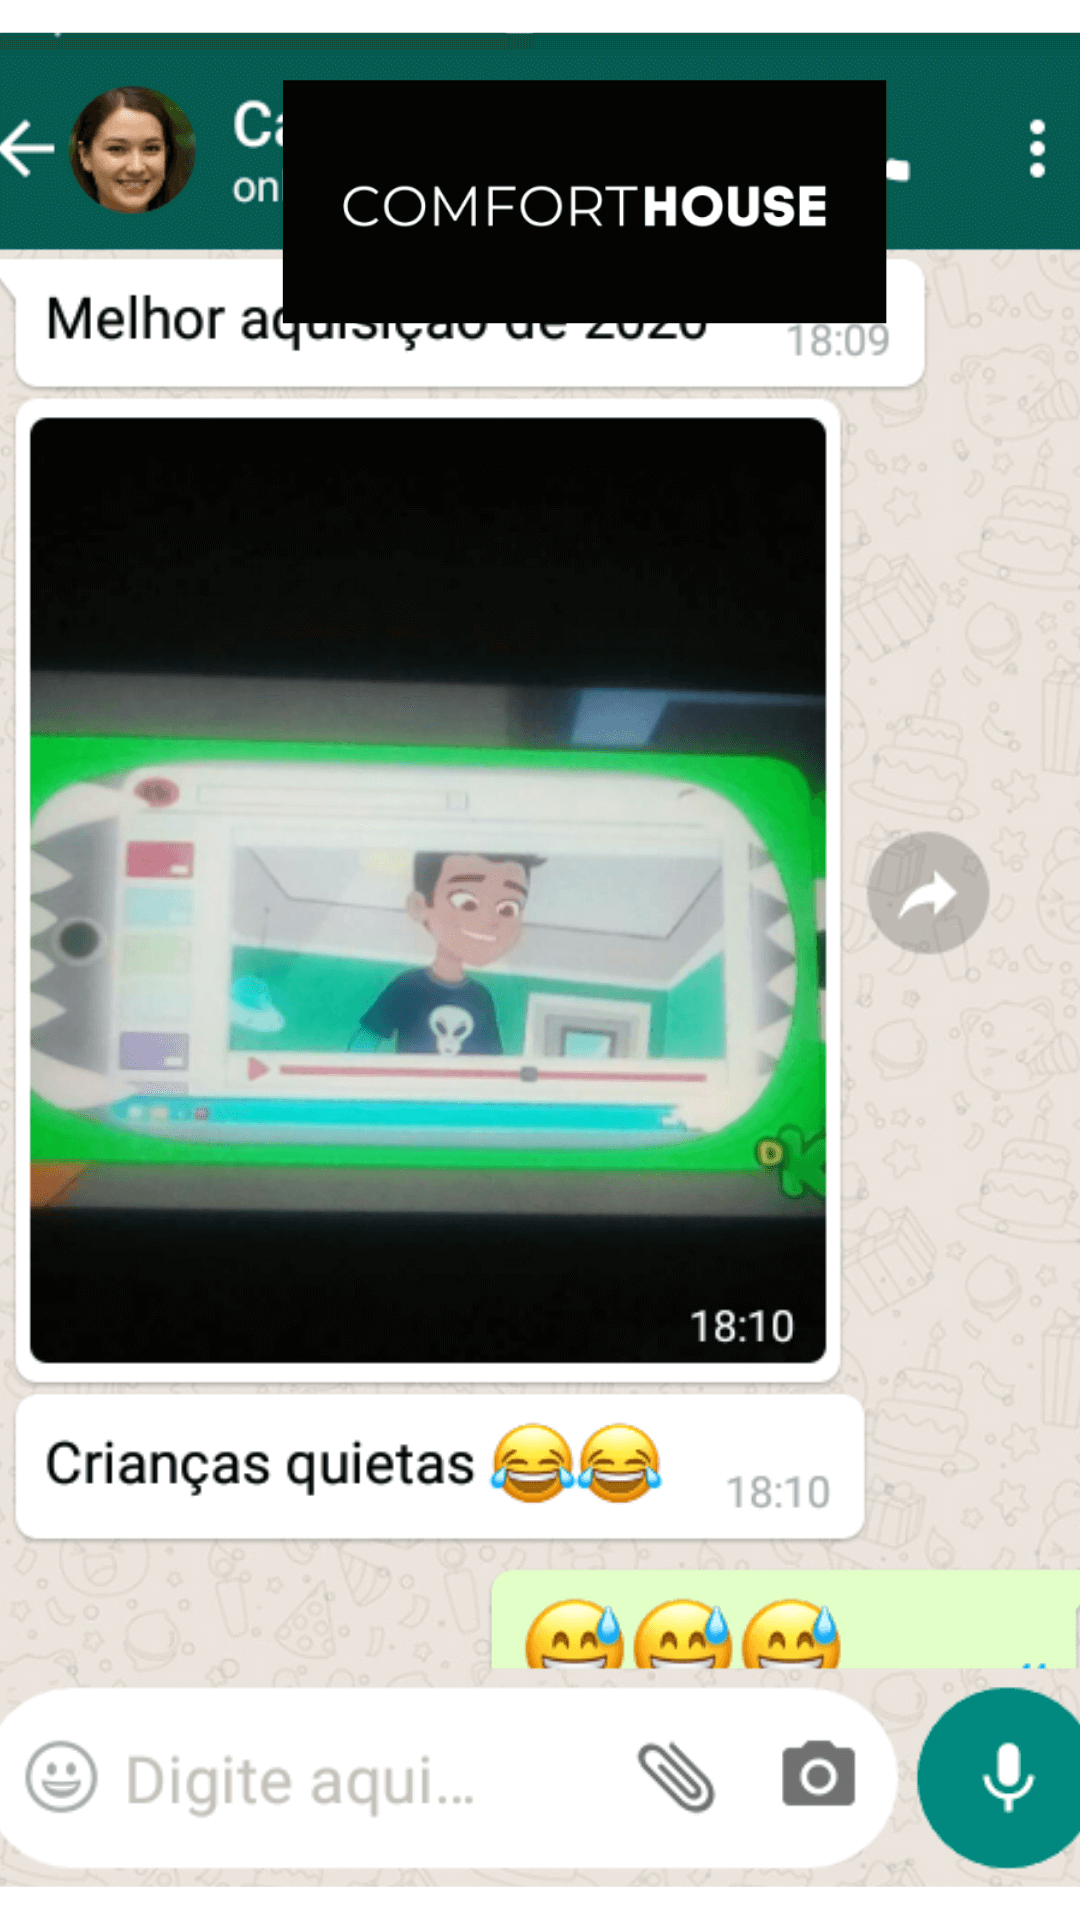 COMFORTHOUSE
Melhor aquisição de 2020
18:09
18:10
Crianças quietas 😂😂
18:10
😅😅😅
Digite aqui...